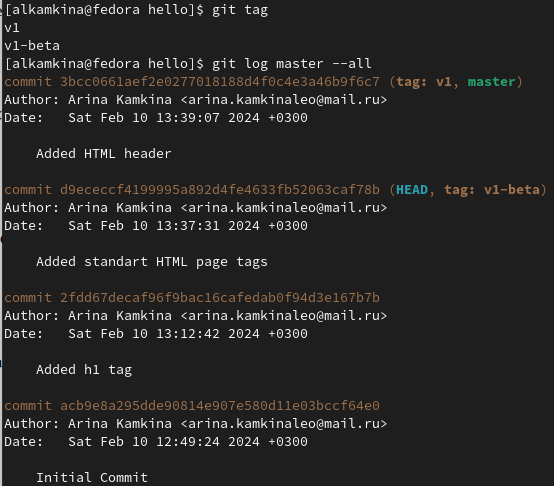 [alkamkina@fedora hello]$ git tag
v1
v1-beta
[alkamkina@fedora hello]$ git log master --all
commit 3bcc0661aef2e0277018188d4f0c4e3a46b9f6c7 (tag: v1, master)
Author: Arina Kamkina <arina.kamkinaleo@mail.ru>
Date:   Sat Feb 10 13:39:07 2024 +0300
Added HTML header
commit d9ececcf4199995a892d4fe4633fb52063caf78b (HEAD, tag: v1-beta)
Author: Arina Kamkina <arina.kamkinaleo@mail.ru>
Date:   Sat Feb 10 13:37:31 2024 +0300
Added standart HTML page tags
commit 2fdd67decaf96f9bac16cafedab0f94d3e167b7b
Author: Arina Kamkina <arina.kamkinaleo@mail.ru>
Date:   Sat Feb 10 13:12:42 2024 +0300
Added h1 tag
commit acb9e8a295dde90814e907e580d11e03bccf64e0
Author: Arina Kamkina <arina.kamkinaleo@mail.ru>
Date:   Sat Feb 10 12:49:24 2024 +0300
Initial Commit